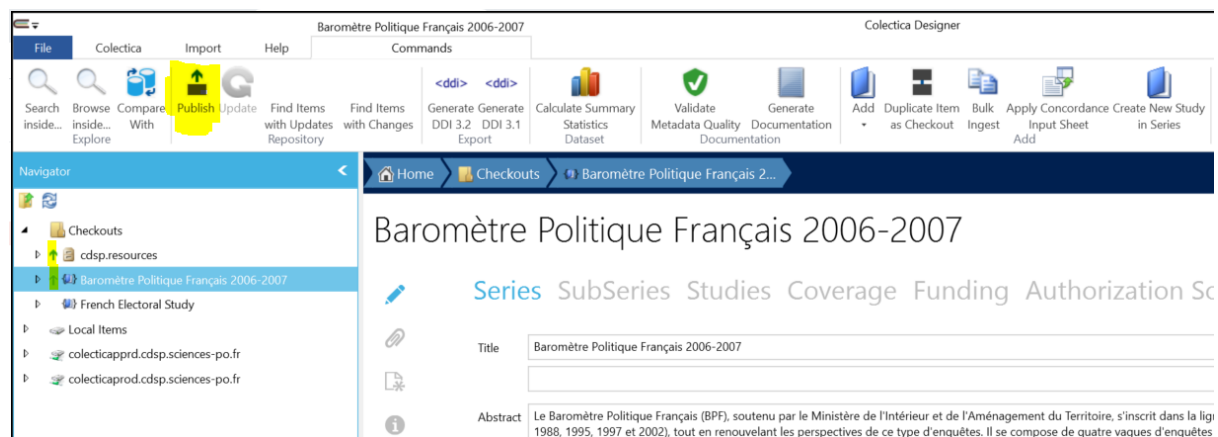 Baromètre Politique Français 2006-2007
Colectica Designer
File Colectica Import Help Commands
<ddi> <ddi>
Search Browse Compare Publish Update Find Items Find Items Generate Generate Calculate Summary Validate Generate Add Duplicate Item Bulk Apply Concordance Create New Study
inside... inside... With with Updates with Changes DDI 3.2 DDI 3.1 Statistics Metadata Quality Documentation as Checkout Ingest Input Sheet in Series
Explore Repository Export Dataset Documentation Add
Navigator
Home Checkouts Baromètre Politique Français 2...
Checkouts
cdsp.resources
Baromètre Politique Français 2006-2007
French Electoral Study
Local Items
colecticapprd.cdsp.sciences-po.fr
colecticaprod.cdsp.sciences-po.fr
Baromètre Politique Français 2006-2007
Series SubSeries Studies Coverage Funding Authorization So
Title Baromètre Politique Français 2006-2007
Abstract Le Baromètre Politique Français (BPF), soutenu par le Ministère de l'Intérieur et de l'Aménagement du Territoire, s'inscrit dans la lig
1988, 1995, 1997 et 2002), tout en renouvelant les perspectives de ce type d'enquêtes. Il se compose de quatre vagues d'enquêtes